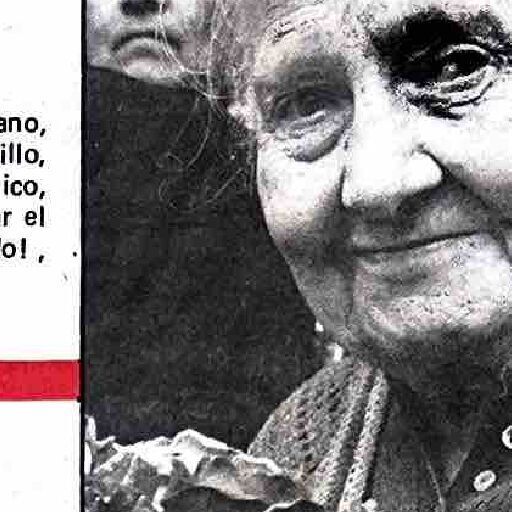 ano,
illo,
ico,
r el
o!,